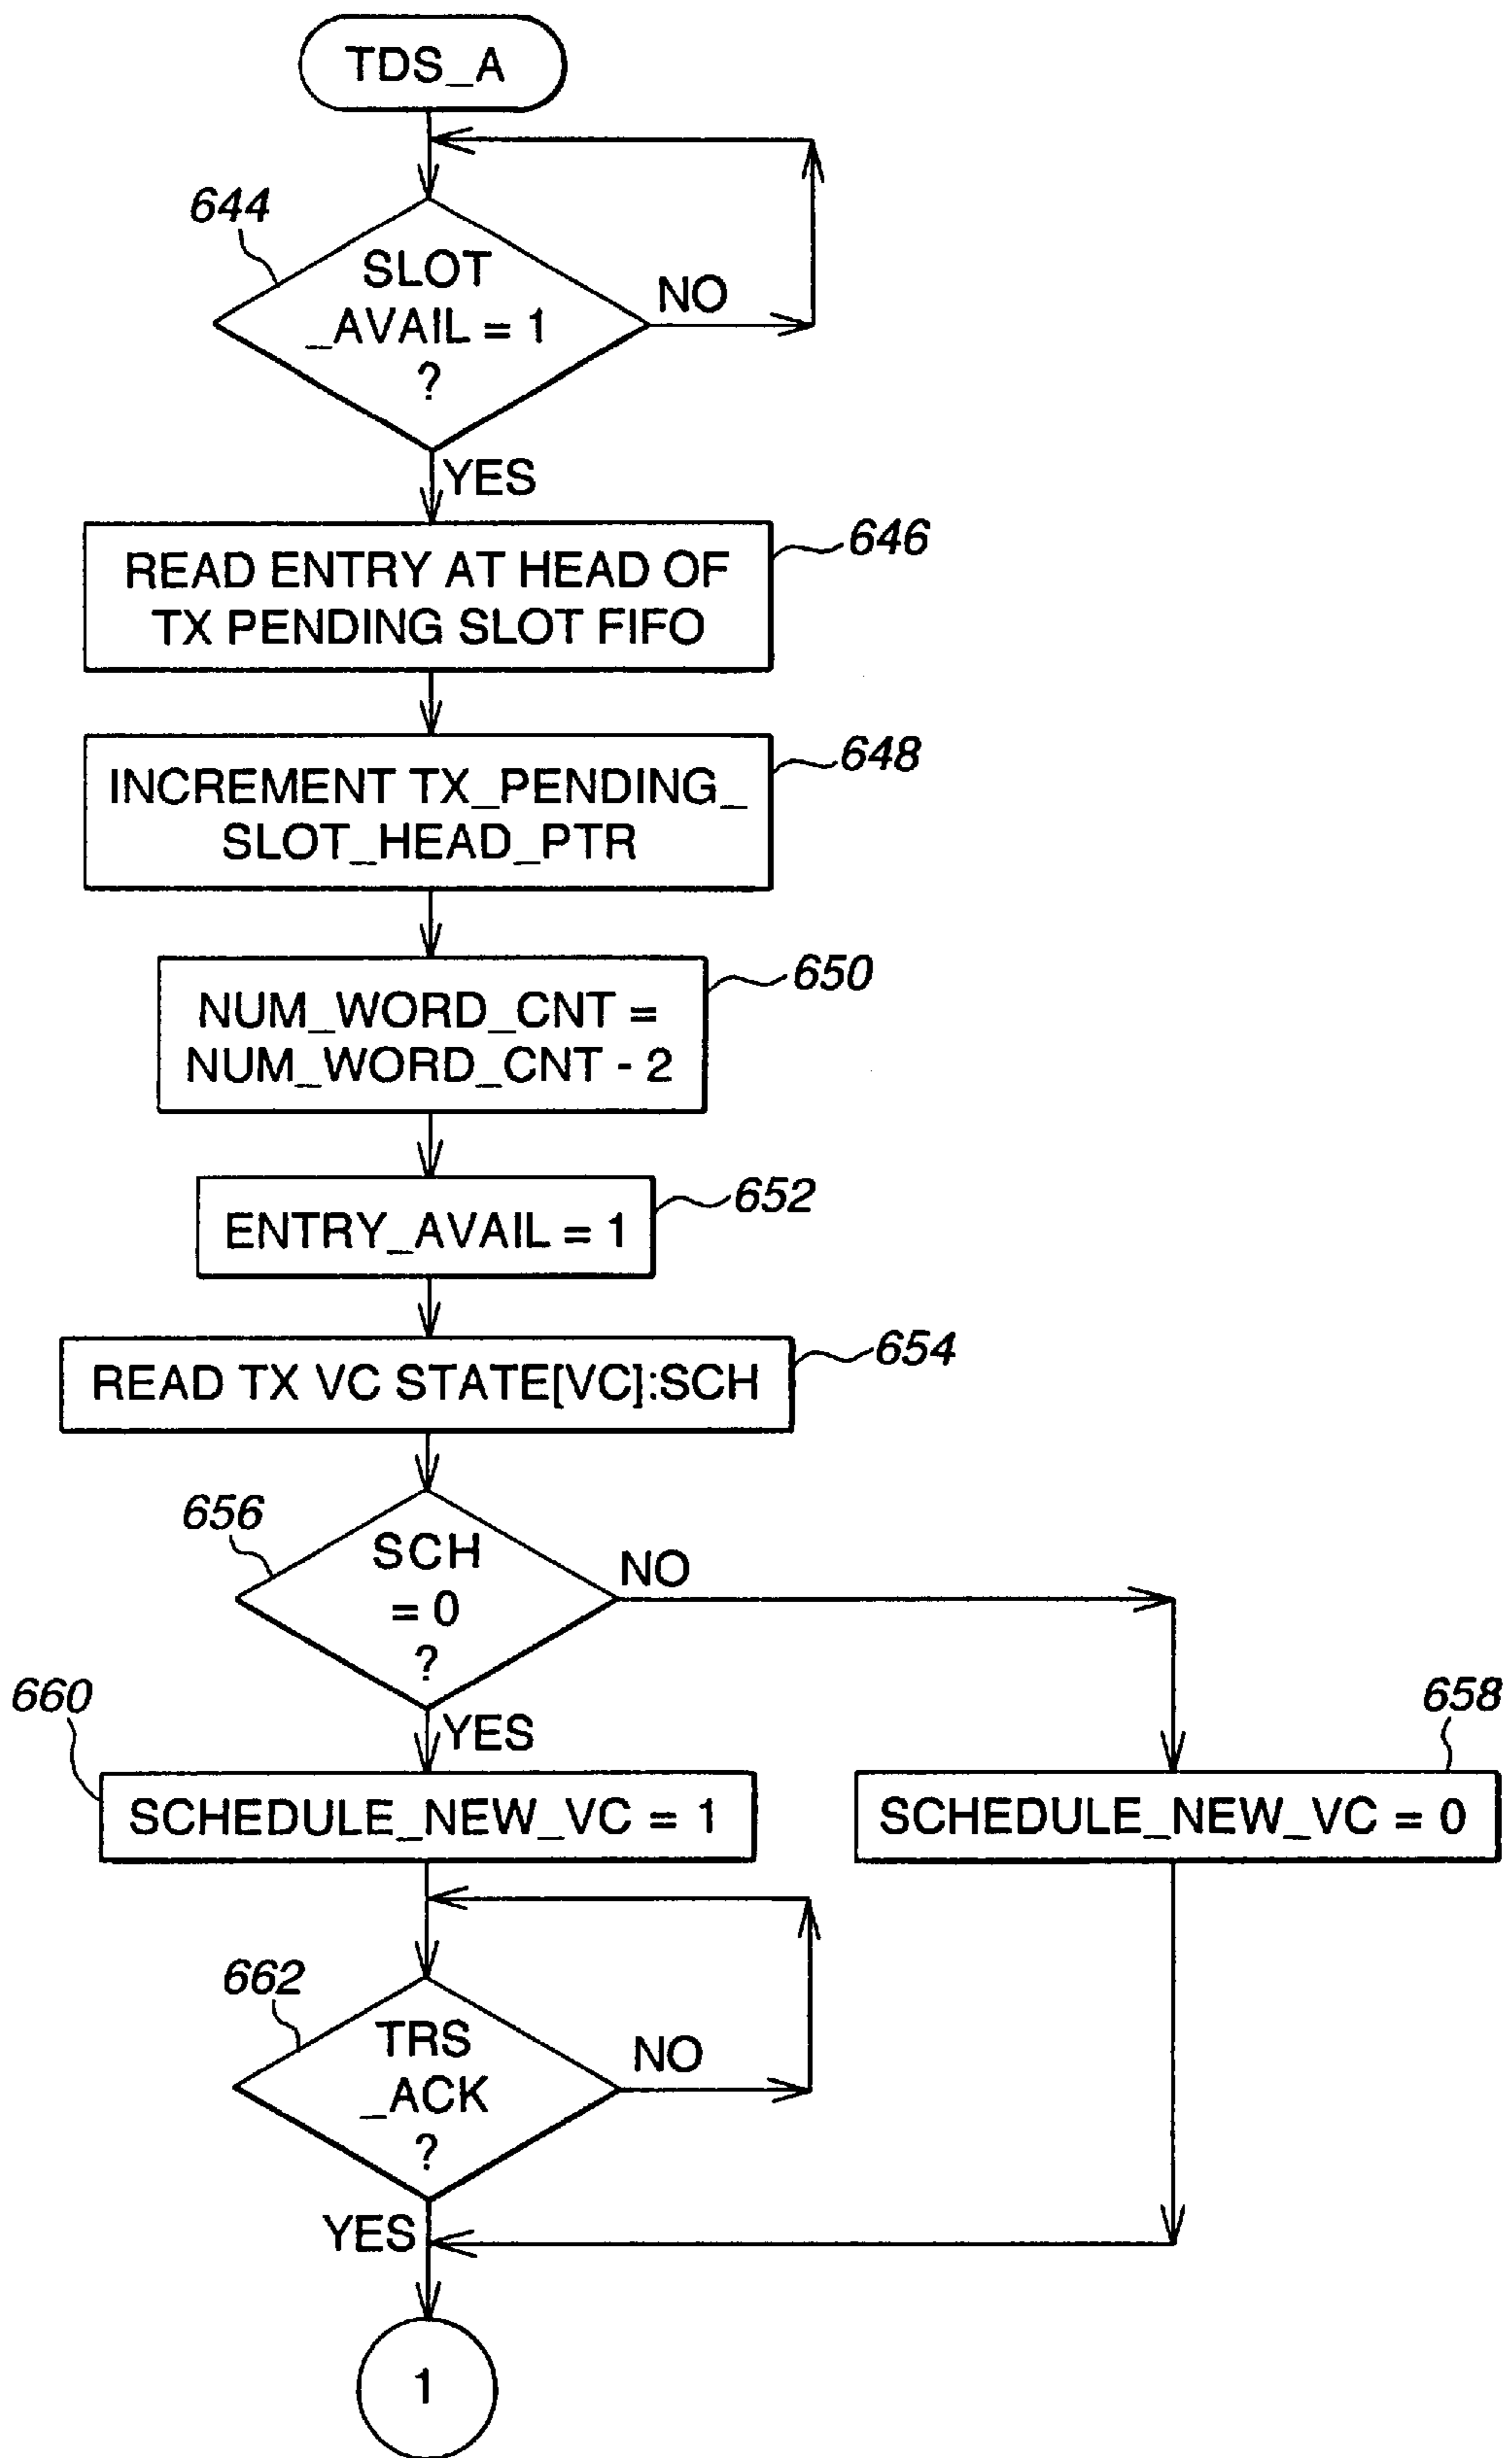 TDS_A
644
SLOT
_AVAIL = 1
?
NO
YES
READ ENTRY AT HEAD OF
TX PENDING SLOT FIFO
646
INCREMENT TX_PENDING_
SLOT_HEAD_PTR
648
NUM_WORD_CNT =
NUM_WORD_CNT - 2
650
ENTRY_AVAIL = 1
652
READ TX VC STATE[VC]:SCH
654
656
SCH
= 0
?
NO
YES
660
SCHEDULE_NEW_VC = 1
658
SCHEDULE_NEW_VC = 0
662
TRS
_ACK
?
NO
YES
1